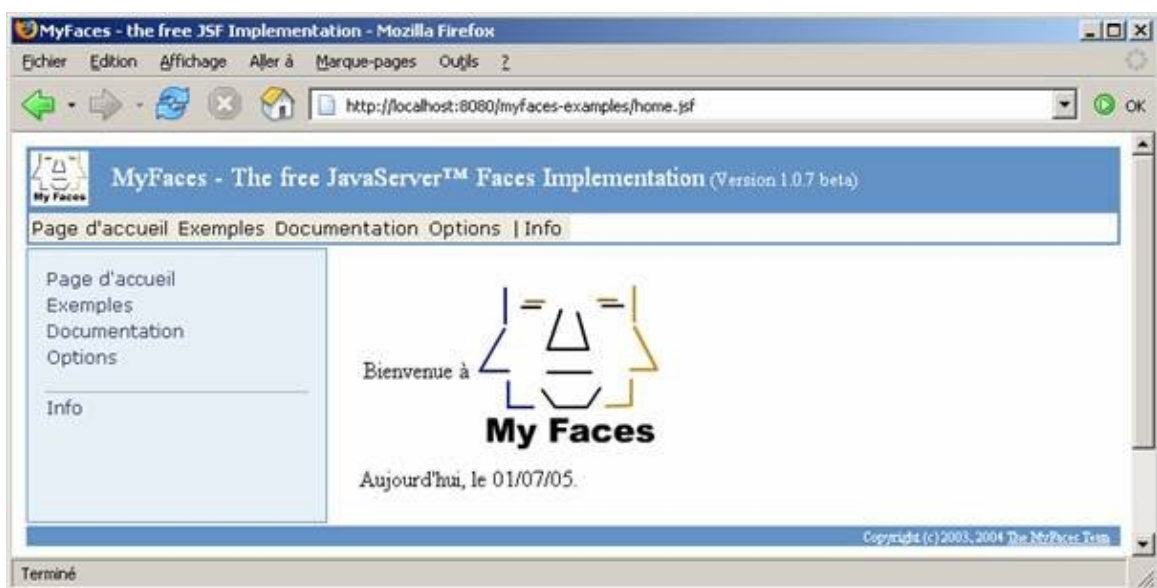 MyFaces - the free JSF Implementation - Mozilla Firefox
Fichier Edition Affichage Aller à Marque-pages Outils ?
http://localhost:8080/myfaces-examples/home.jsf OK
My Faces
MyFaces - The free JavaServer™ Faces Implementation (Version 1.0.7 beta)
Page d'accueil Exemples Documentation Options | Info
Page d'accueil
Exemples
Documentation
Options
Info
Bienvenue à
My Faces
Aujourd'hui, le 01/07/05.
Copyright (c) 2003, 2004 The MyFaces Team
Terminé